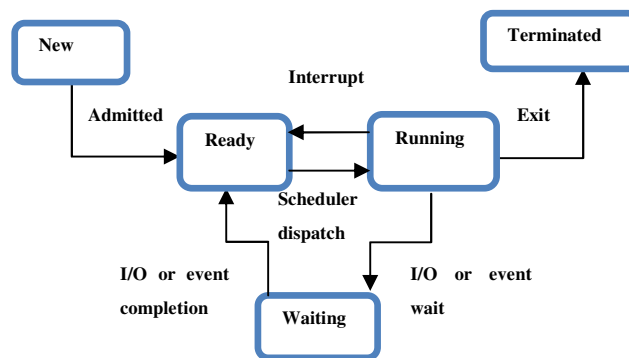 New
Terminated
Interrupt
Admitted
Exit
Ready
Running
Scheduler
dispatch
I/O or event
completion
I/O or event
wait
Waiting